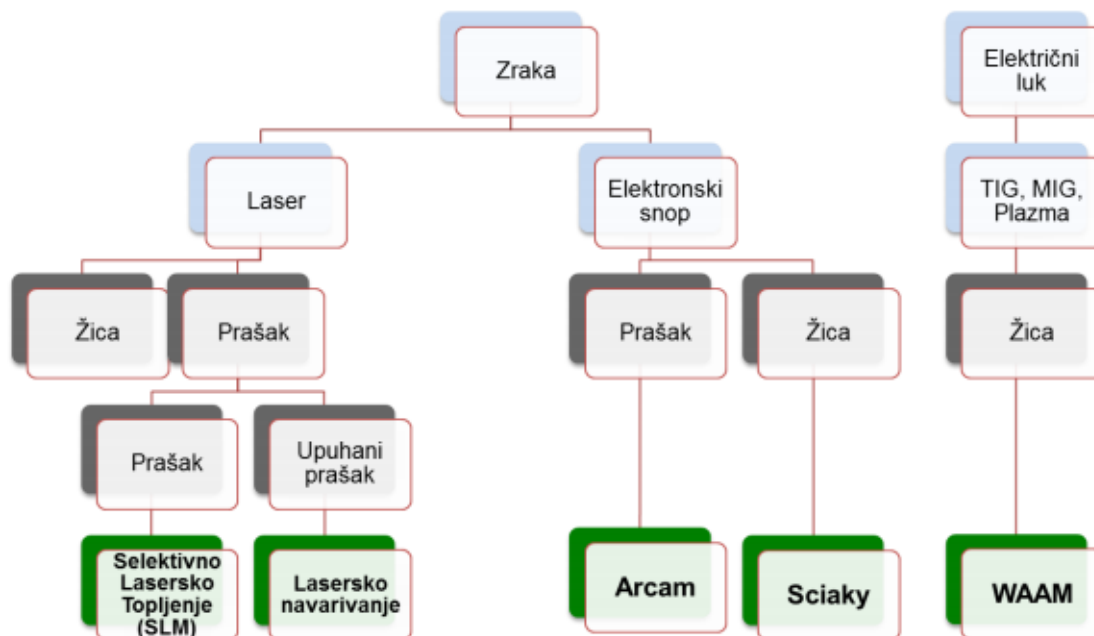 Zraka
Električni
luk
Laser
Elektronski
snop
TIG, MIG,
Plazma
Žica
Prašak
Prašak
Žica
Žica
Prašak
Upuhani
prašak
Selektivno
Lasersko
Topljenje
(SLM)
Lasersko
navarivanje
Arcam
Sciaky
WAAM